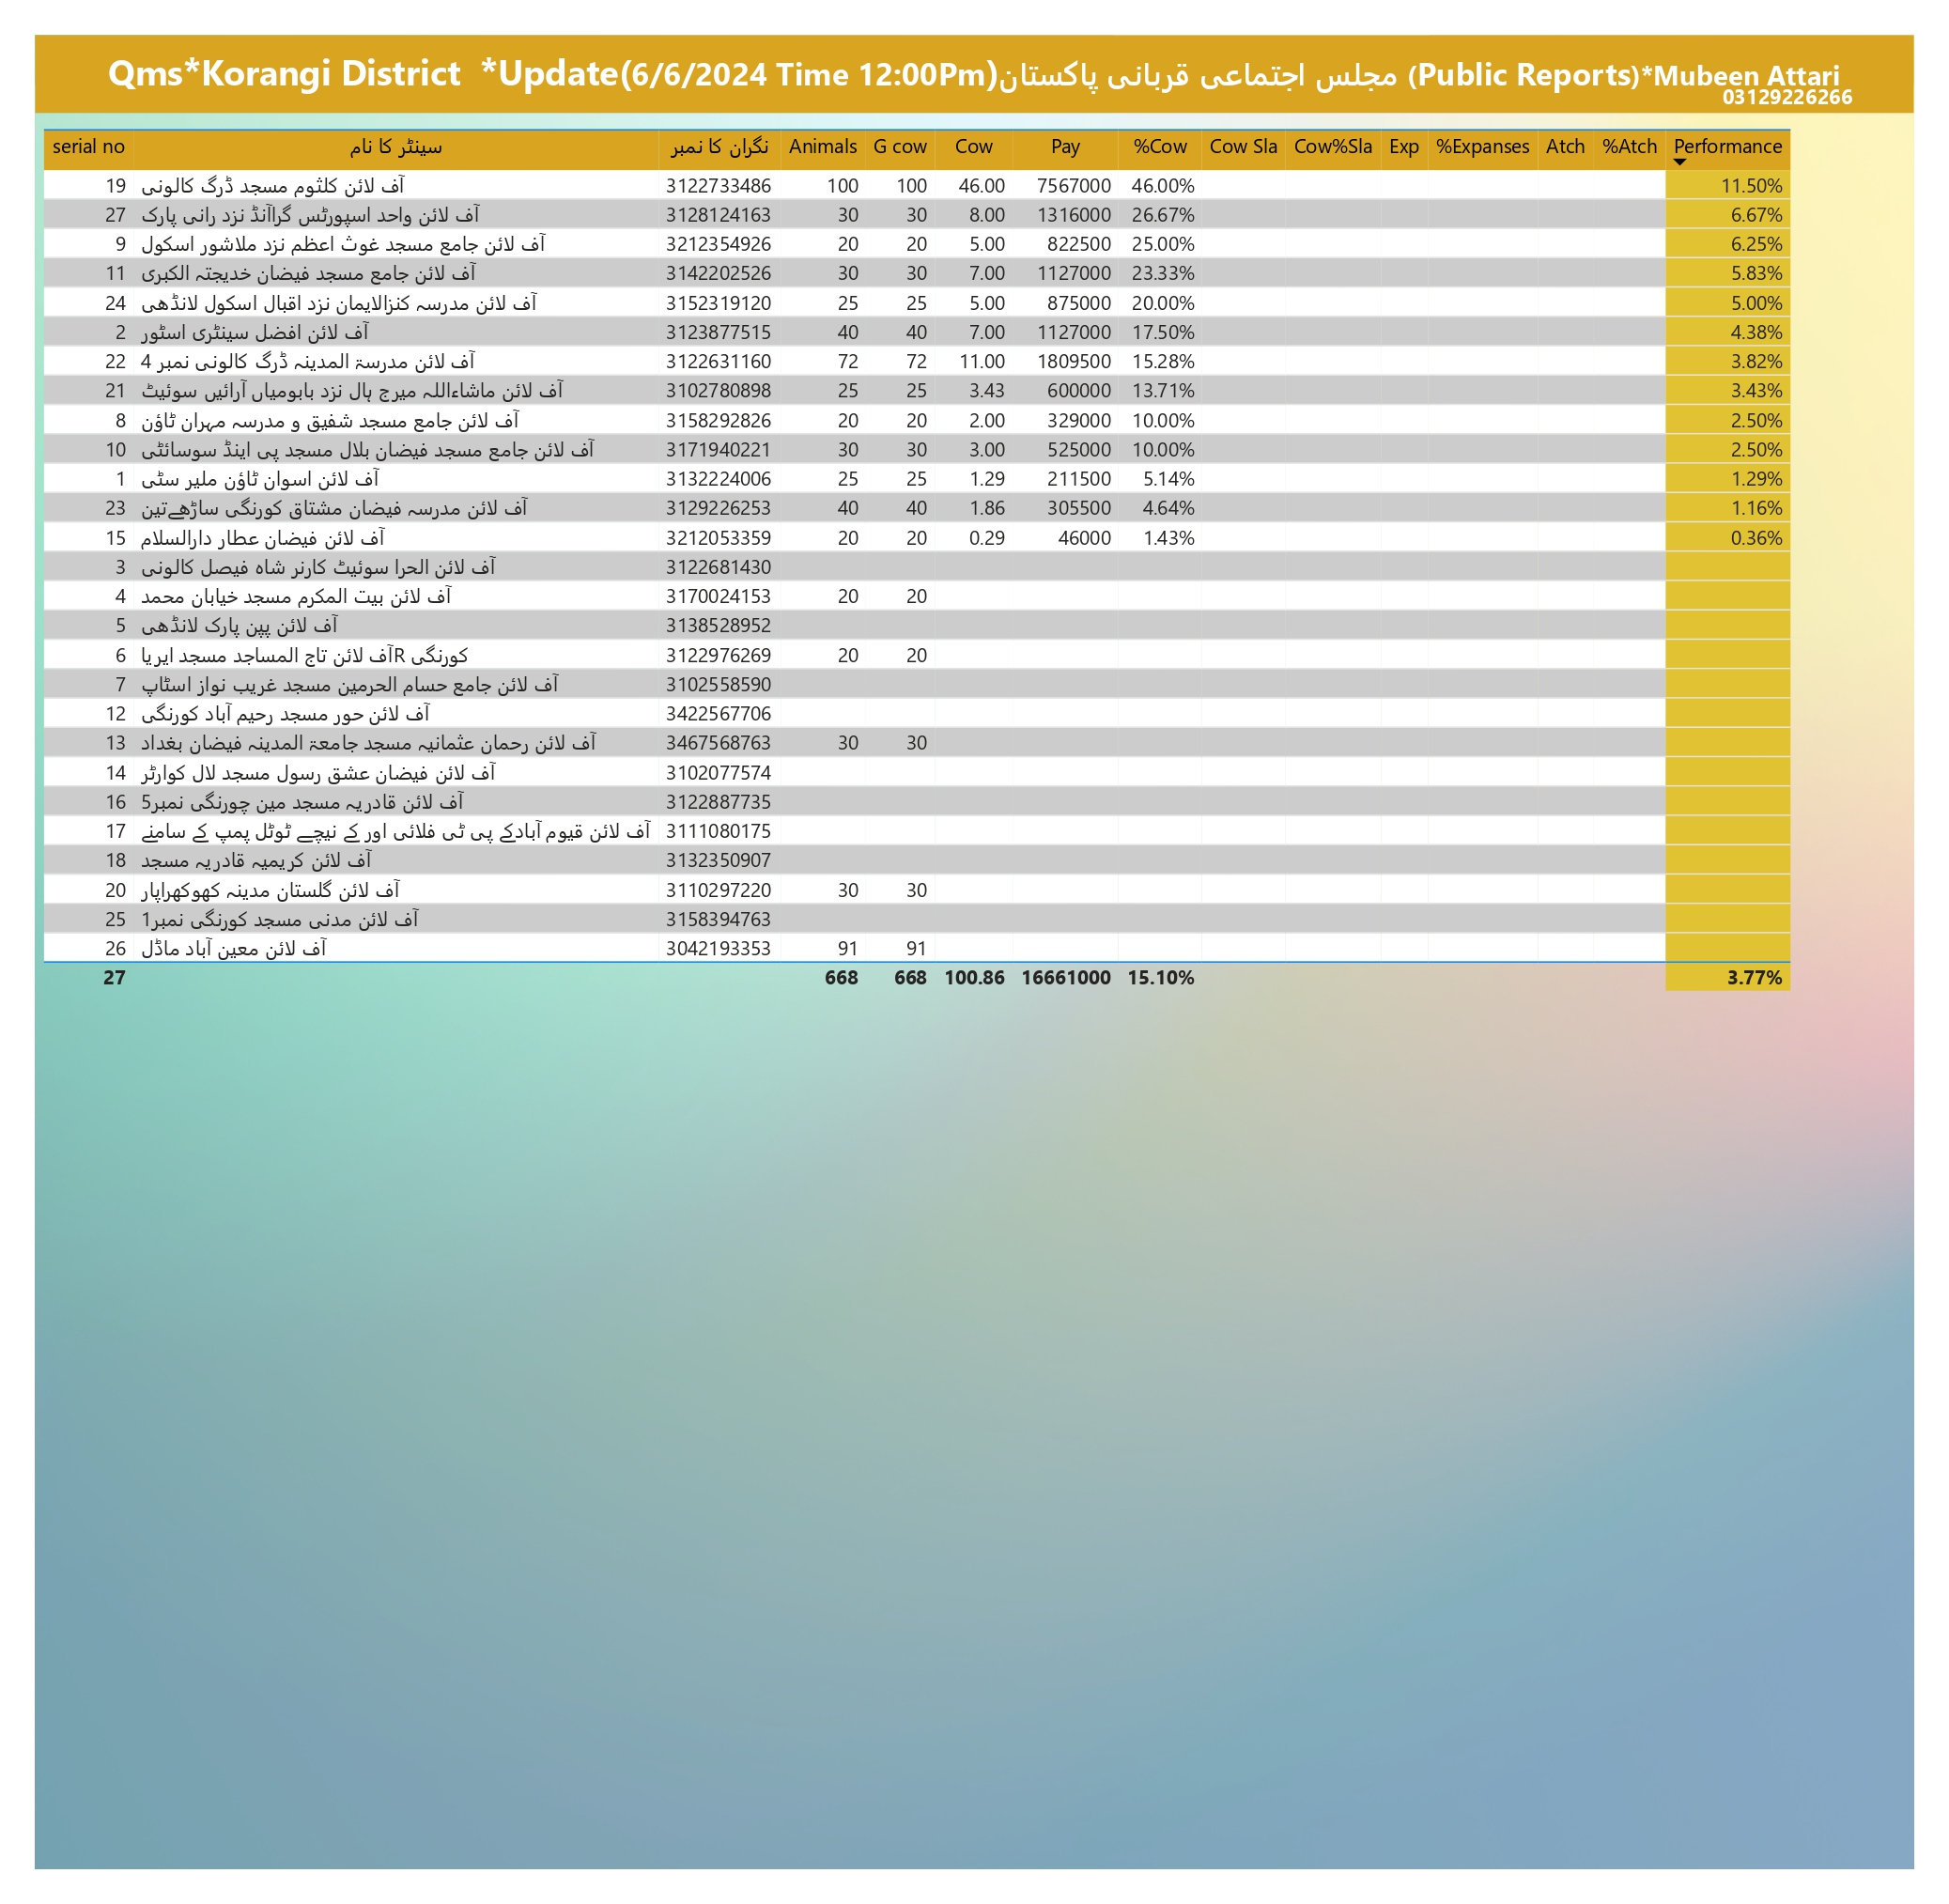 Qms*Korangi District *Update(6/6/2024 Time 12:00Pm)مجلس اجتماعی قربانی پاکستان (Public Reports)*Mubeen Attari
03129226266
serial no سینٹر کا نام نگران کا نمبر Animals G cow Cow Pay %Cow Cow Sla Cow%Sla Exp %Expanses Atch %Atch Performance
19 آف لائن کلثوم مسجد ڈرگ کالونی 3122733486 100 100 46.00 7567000 46.00% 11.50%
27 آف لائن واحد اسپورٹس گراآنڈ نزد رانی پارک 3128124163 30 30 8.00 1316000 26.67% 6.67%
9 آف لائن جامع مسجد غوث اعظم نزد ملاشور اسکول 3212354926 20 20 5.00 822500 25.00% 6.25%
11 آف لائن جامع مسجد فیضان خدیجتہ الکبری 3142202526 30 30 7.00 1127000 23.33% 5.83%
24 آف لائن مدرسہ کنزالایمان نزد اقبال اسکول لانڈھی 3152319120 25 25 5.00 875000 20.00% 5.00%
2 آف لائن افضل سینٹری اسٹور 3123877515 40 40 7.00 1127000 17.50% 4.38%
22 آف لائن مدرسۃ المدینہ ڈرگ کالونی نمبر 4 3122631160 72 72 11.00 1809500 15.28% 3.82%
21 آف لائن ماشاءاللہ میرج ہال نزد بابومیاں آرائیں سوئیٹ 3102780898 25 25 3.43 600000 13.71% 3.43%
8 آف لائن جامع مسجد شفیق و مدرسہ مہران ٹاؤن 3158292826 20 20 2.00 329000 10.00% 2.50%
10 آف لائن جامع مسجد فیضان بلال مسجد پی اینڈ سوسائٹی 3171940221 30 30 3.00 525000 10.00% 2.50%
1 آف لائن اسوان ٹاؤن ملیر سٹی 3132224006 25 25 1.29 211500 5.14% 1.29%
23 آف لائن مدرسہ فیضان مشتاق کورنگی ساڑھےتین 3129226253 40 40 1.86 305500 4.64% 1.16%
15 آف لائن فیضان عطار دارالسلام 3212053359 20 20 0.29 46000 1.43% 0.36%
3 آف لائن الحرا سوئیٹ کارنر شاہ فیصل کالونی 3122681430
4 آف لائن بیت المکرم مسجد خیابان محمد 3170024153 20 20
5 آف لائن پپن پارک لانڈھی 3138528952
6 آف لائن تاج المساجد مسجد ایریا R کورنگی 3122976269 20 20
7 آف لائن جامع حسام الحرمین مسجد غریب نواز اسٹاپ 3102558590
12 آف لائن حور مسجد رحیم آباد کورنگی 3422567706
13 آف لائن رحمان عثمانیہ مسجد جامعۃ المدینہ فیضان بغداد 3467568763 30 30
14 آف لائن فیضان عشق رسول مسجد لال کوارٹر 3102077574
16 آف لائن قادریہ مسجد مین چورنگی نمبر5 3122887735
17 آف لائن قیوم آبادکے پی ٹی فلائی اور کے نیچے ٹوٹل پمپ کے سامنے 3111080175
18 آف لائن کریمیہ قادریہ مسجد 3132350907
20 آف لائن گلستان مدینہ کھوکھراپار 3110297220 30 30
25 آف لائن مدنی مسجد کورنگی نمبر1 3158394763
26 آف لائن معین آباد ماڈل 3042193353 91 91
27 668 668 100.86 16661000 15.10% 3.77%